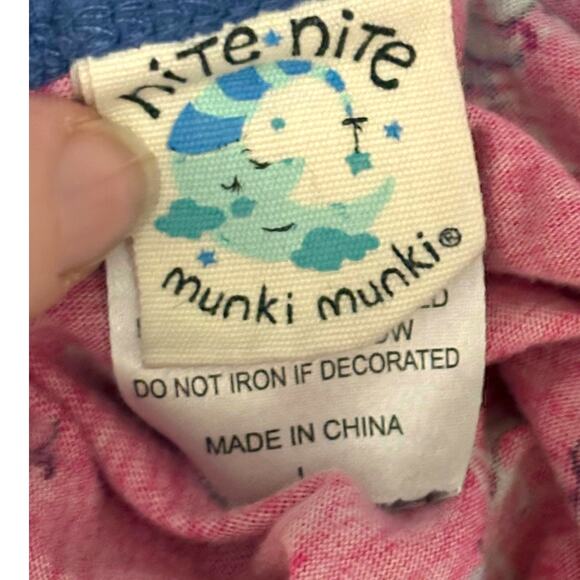 nite nite
munki munki®
DO NOT IRON IF DECORATED
MADE IN CHINA